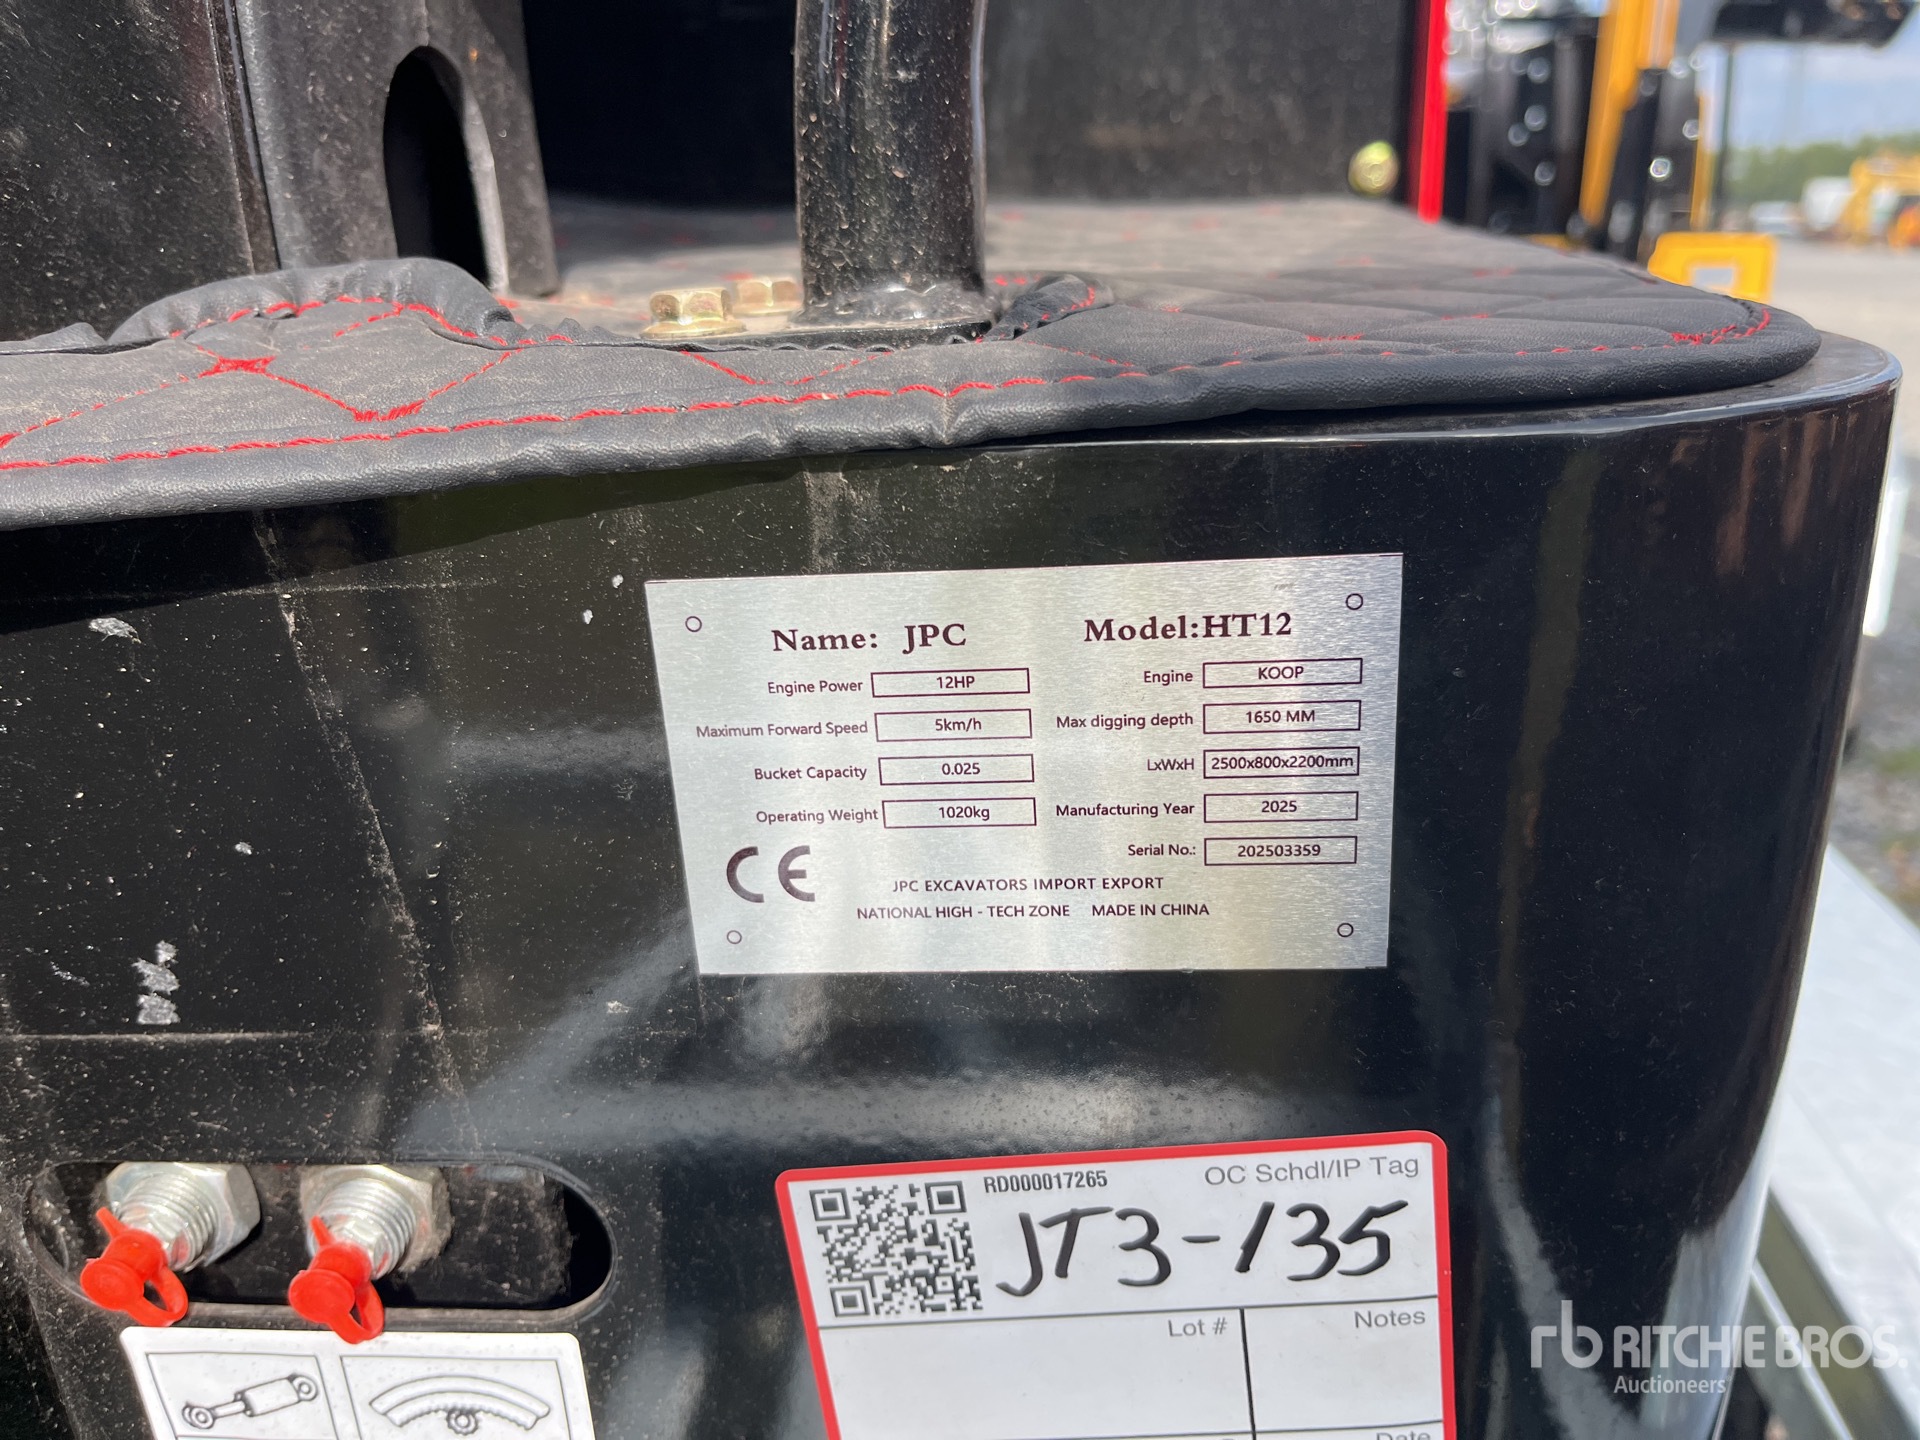 Name: JPC Model:HT12
Engine Power 12HP Engine KOOP
Maximum Forward Speed 5km/h Max digging depth 1650 MM
Bucket Capacity 0.025 LxWxH 2500x800x2200mm
Operating Weight 1020kg Manufacturing Year 2025
Serial No.: 202503359
CE
JPC EXCAVATORS IMPORT EXPORT
NATIONAL HIGH - TECH ZONE MADE IN CHINA
RD000017265 OC Schdl/IP Tag
JT3-135
Lot # Notes
Date
rb RITCHIE BROS.
Auctioneers